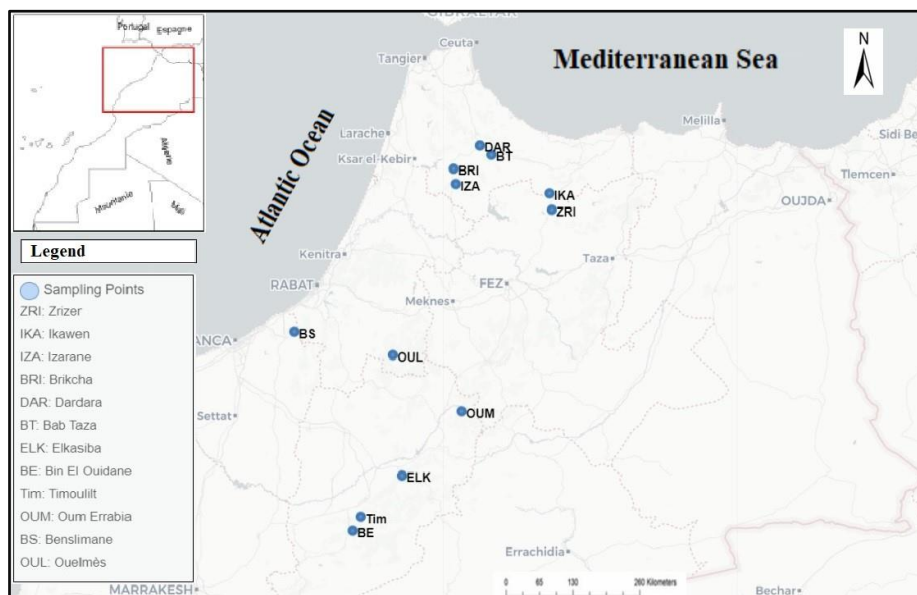 Portugal
Espagne
Algerie
Mountanie
Mali
GIBRALTAR
Ceuta
Mediterranean Sea
N
Tangier
Atlantic Ocean
Larache
Ksar el-Kebir
DAR
BT
BRI
IZA
Melilla
Sidi Be
Tlemcen
IKA
ZRI
OUJDA
Kenitra
Taza
RABAT
FEZ
Meknes
BS
ANCA
OUL
Settat
OUM
ELK
Tim
BE
Errachidia
MARRAKESH
Bechar
0 65 130 260 Kilometers
Legend
Sampling Points
ZRI: Zrizer
IKA: Ikawen
IZA: Izarane
BRI: Brikcha
DAR: Dardara
BT: Bab Taza
ELK: Elkasiba
BE: Bin El Ouidane
Tim: Timoulilt
OUM: Oum Errabia
BS: Benslimane
OUL: Ouelmès